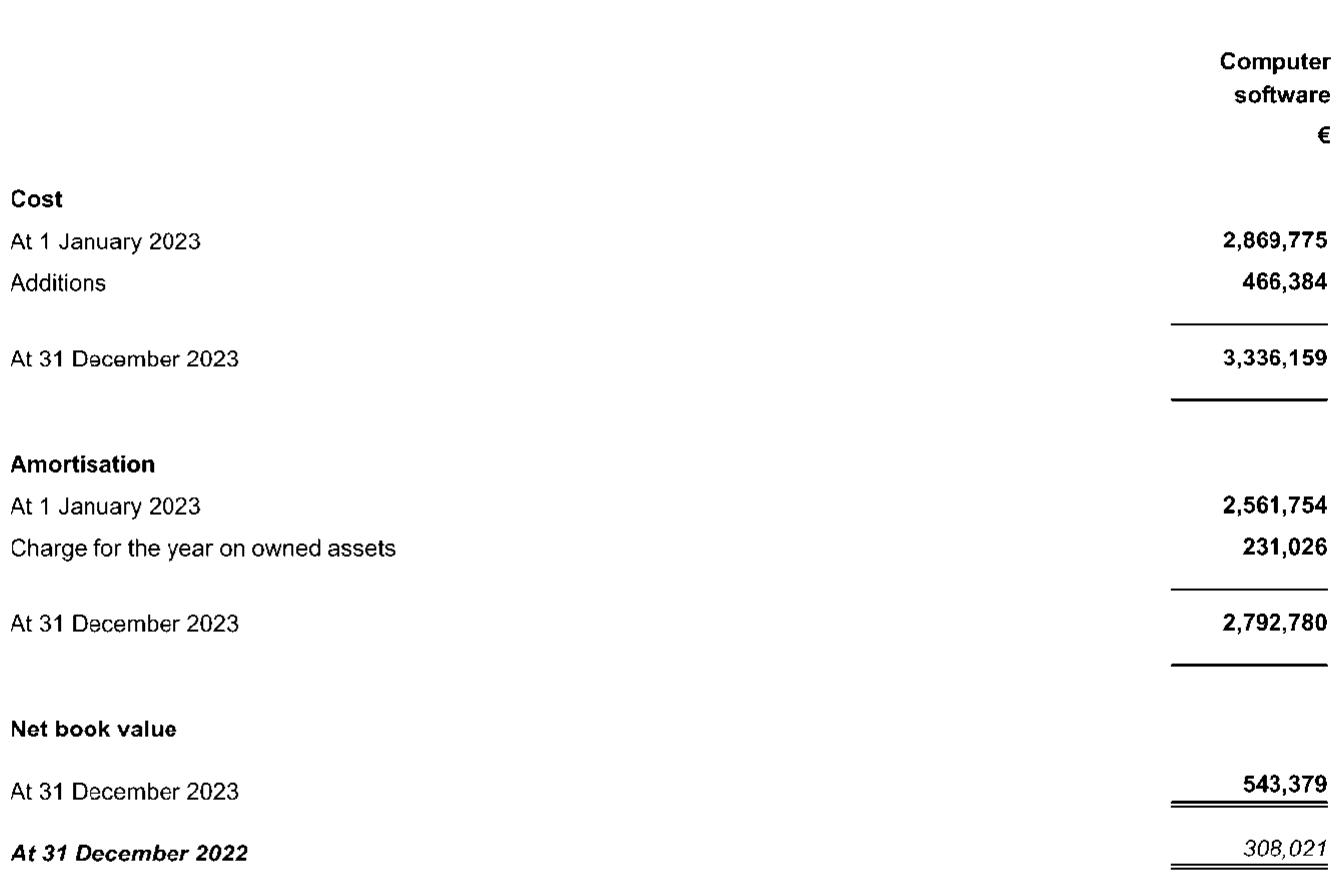 Computer
software
€
Cost
At 1 January 2023 2,869,775
Additions 466,384
At 31 December 2023 3,336,159
Amortisation
At 1 January 2023 2,561,754
Charge for the year on owned assets 231,026
At 31 December 2023 2,792,780
Net book value
At 31 December 2023 543,379
At 31 December 2022 308,021